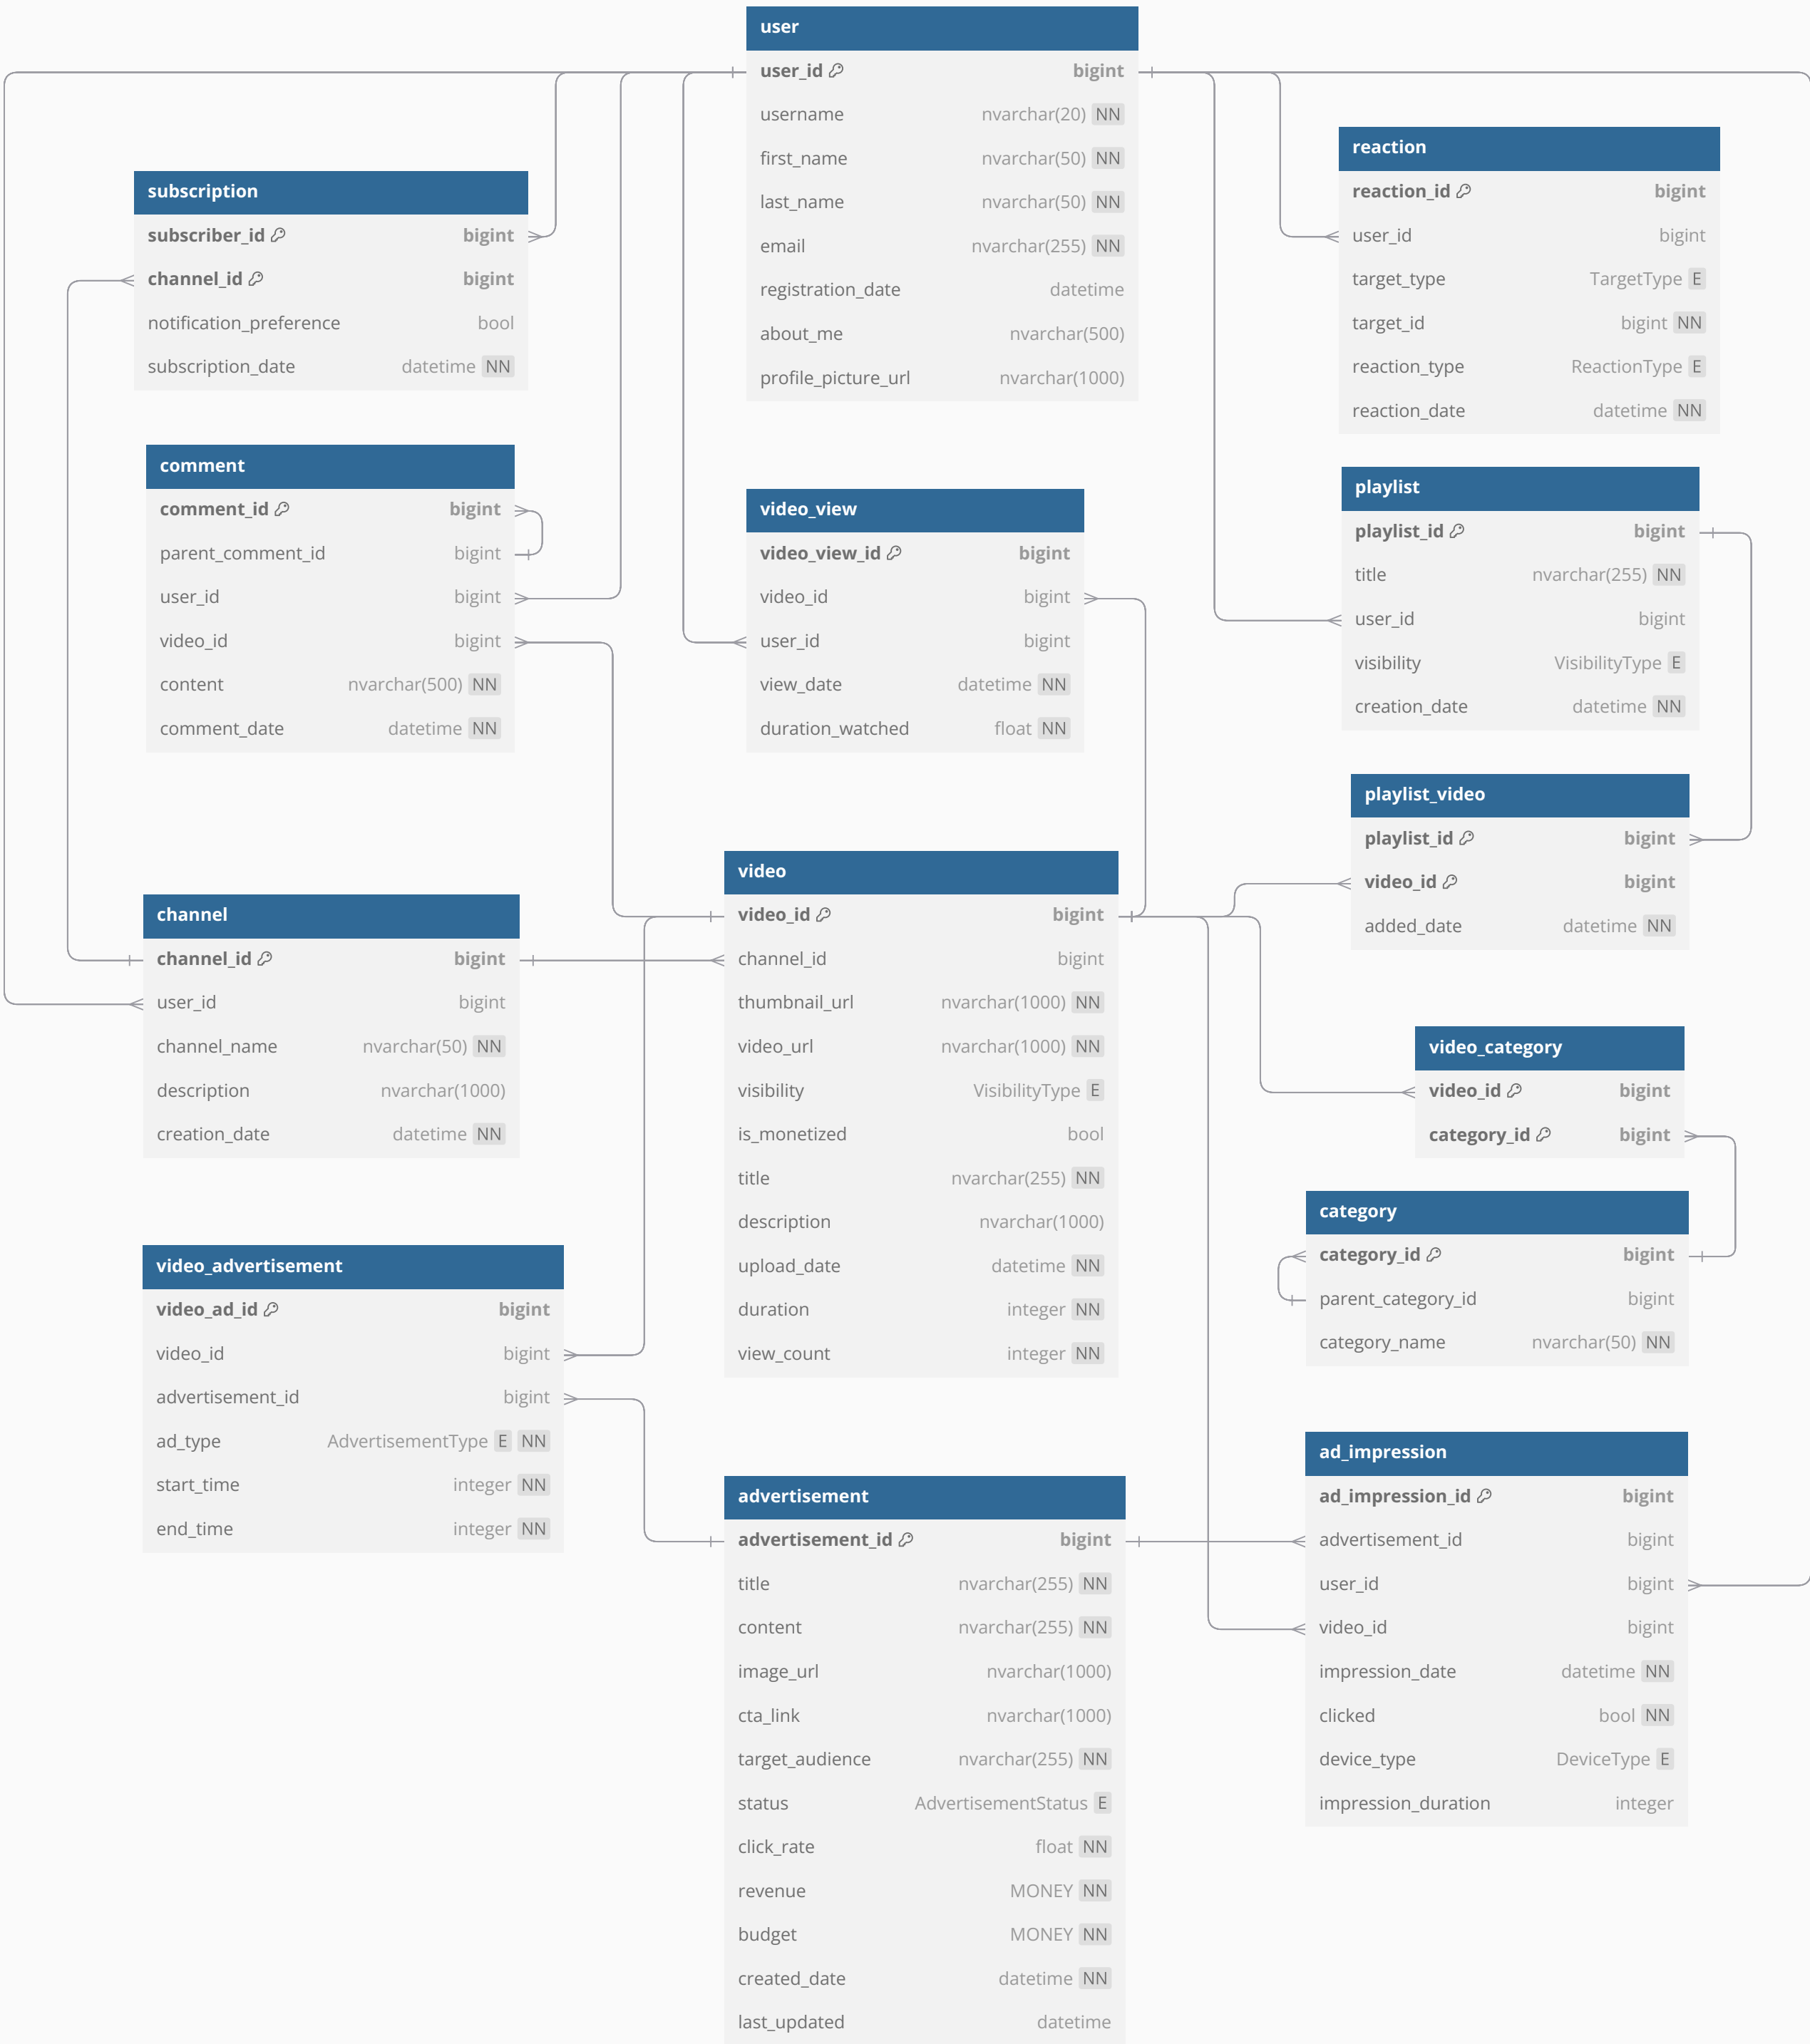 user
user_id bigint
username nvarchar(20) NN
first_name nvarchar(50) NN
last_name nvarchar(50) NN
email nvarchar(255) NN
registration_date datetime
about_me nvarchar(500)
profile_picture_url nvarchar(1000)
reaction
reaction_id bigint
user_id bigint
target_type TargetType E
target_id bigint NN
reaction_type ReactionType E
reaction_date datetime NN
subscription
subscriber_id bigint
channel_id bigint
notification_preference bool
subscription_date datetime NN
comment
comment_id bigint
parent_comment_id bigint
user_id bigint
video_id bigint
content nvarchar(500) NN
comment_date datetime NN
video_view
video_view_id bigint
video_id bigint
user_id bigint
view_date datetime NN
duration_watched float NN
playlist
playlist_id bigint
title nvarchar(255) NN
user_id bigint
visibility VisibilityType E
creation_date datetime NN
playlist_video
playlist_id bigint
video_id bigint
added_date datetime NN
channel
channel_id bigint
user_id bigint
channel_name nvarchar(50) NN
description nvarchar(1000)
creation_date datetime NN
video
video_id bigint
channel_id bigint
thumbnail_url nvarchar(1000) NN
video_url nvarchar(1000) NN
visibility VisibilityType E
is_monetized bool
title nvarchar(255) NN
description nvarchar(1000)
upload_date datetime NN
duration integer NN
view_count integer NN
video_category
video_id bigint
category_id bigint
category
category_id bigint
parent_category_id bigint
category_name nvarchar(50) NN
video_advertisement
video_ad_id bigint
video_id bigint
advertisement_id bigint
ad_type AdvertisementType E NN
start_time integer NN
end_time integer NN
advertisement
advertisement_id bigint
title nvarchar(255) NN
content nvarchar(255) NN
image_url nvarchar(1000)
cta_link nvarchar(1000)
target_audience nvarchar(255) NN
status AdvertisementStatus E
click_rate float NN
revenue MONEY NN
budget MONEY NN
created_date datetime NN
last_updated datetime
ad_impression
ad_impression_id bigint
advertisement_id bigint
user_id bigint
video_id bigint
impression_date datetime NN
clicked bool NN
device_type DeviceType E
impression_duration integer